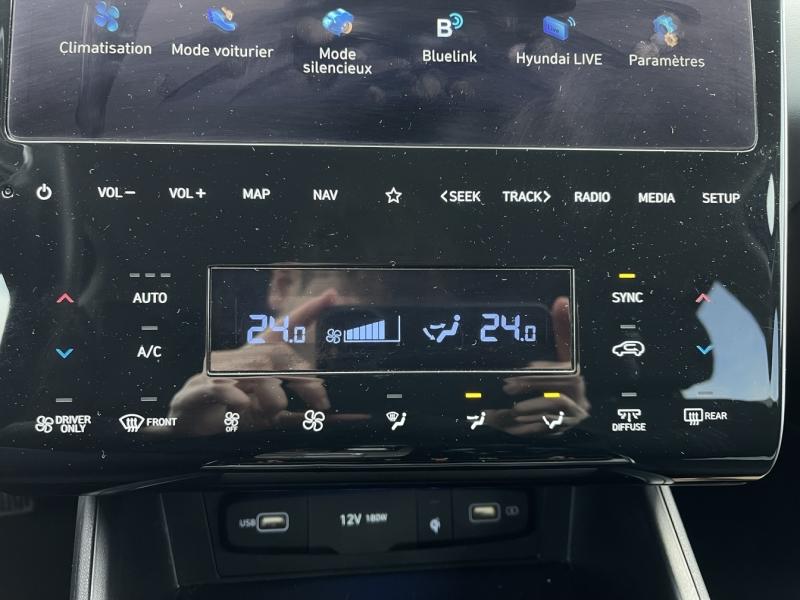 Climatisation Mode voiturier Mode silencieux Bluelink Hyundai LIVE Paramètres
VOL− VOL+ MAP NAV <SEEK TRACK> RADIO MEDIA SETUP
AUTO SYNC
24.0 24.0
A/C
DRIVER ONLY FRONT OFF DIFFUSE REAR
USB 12V 180W